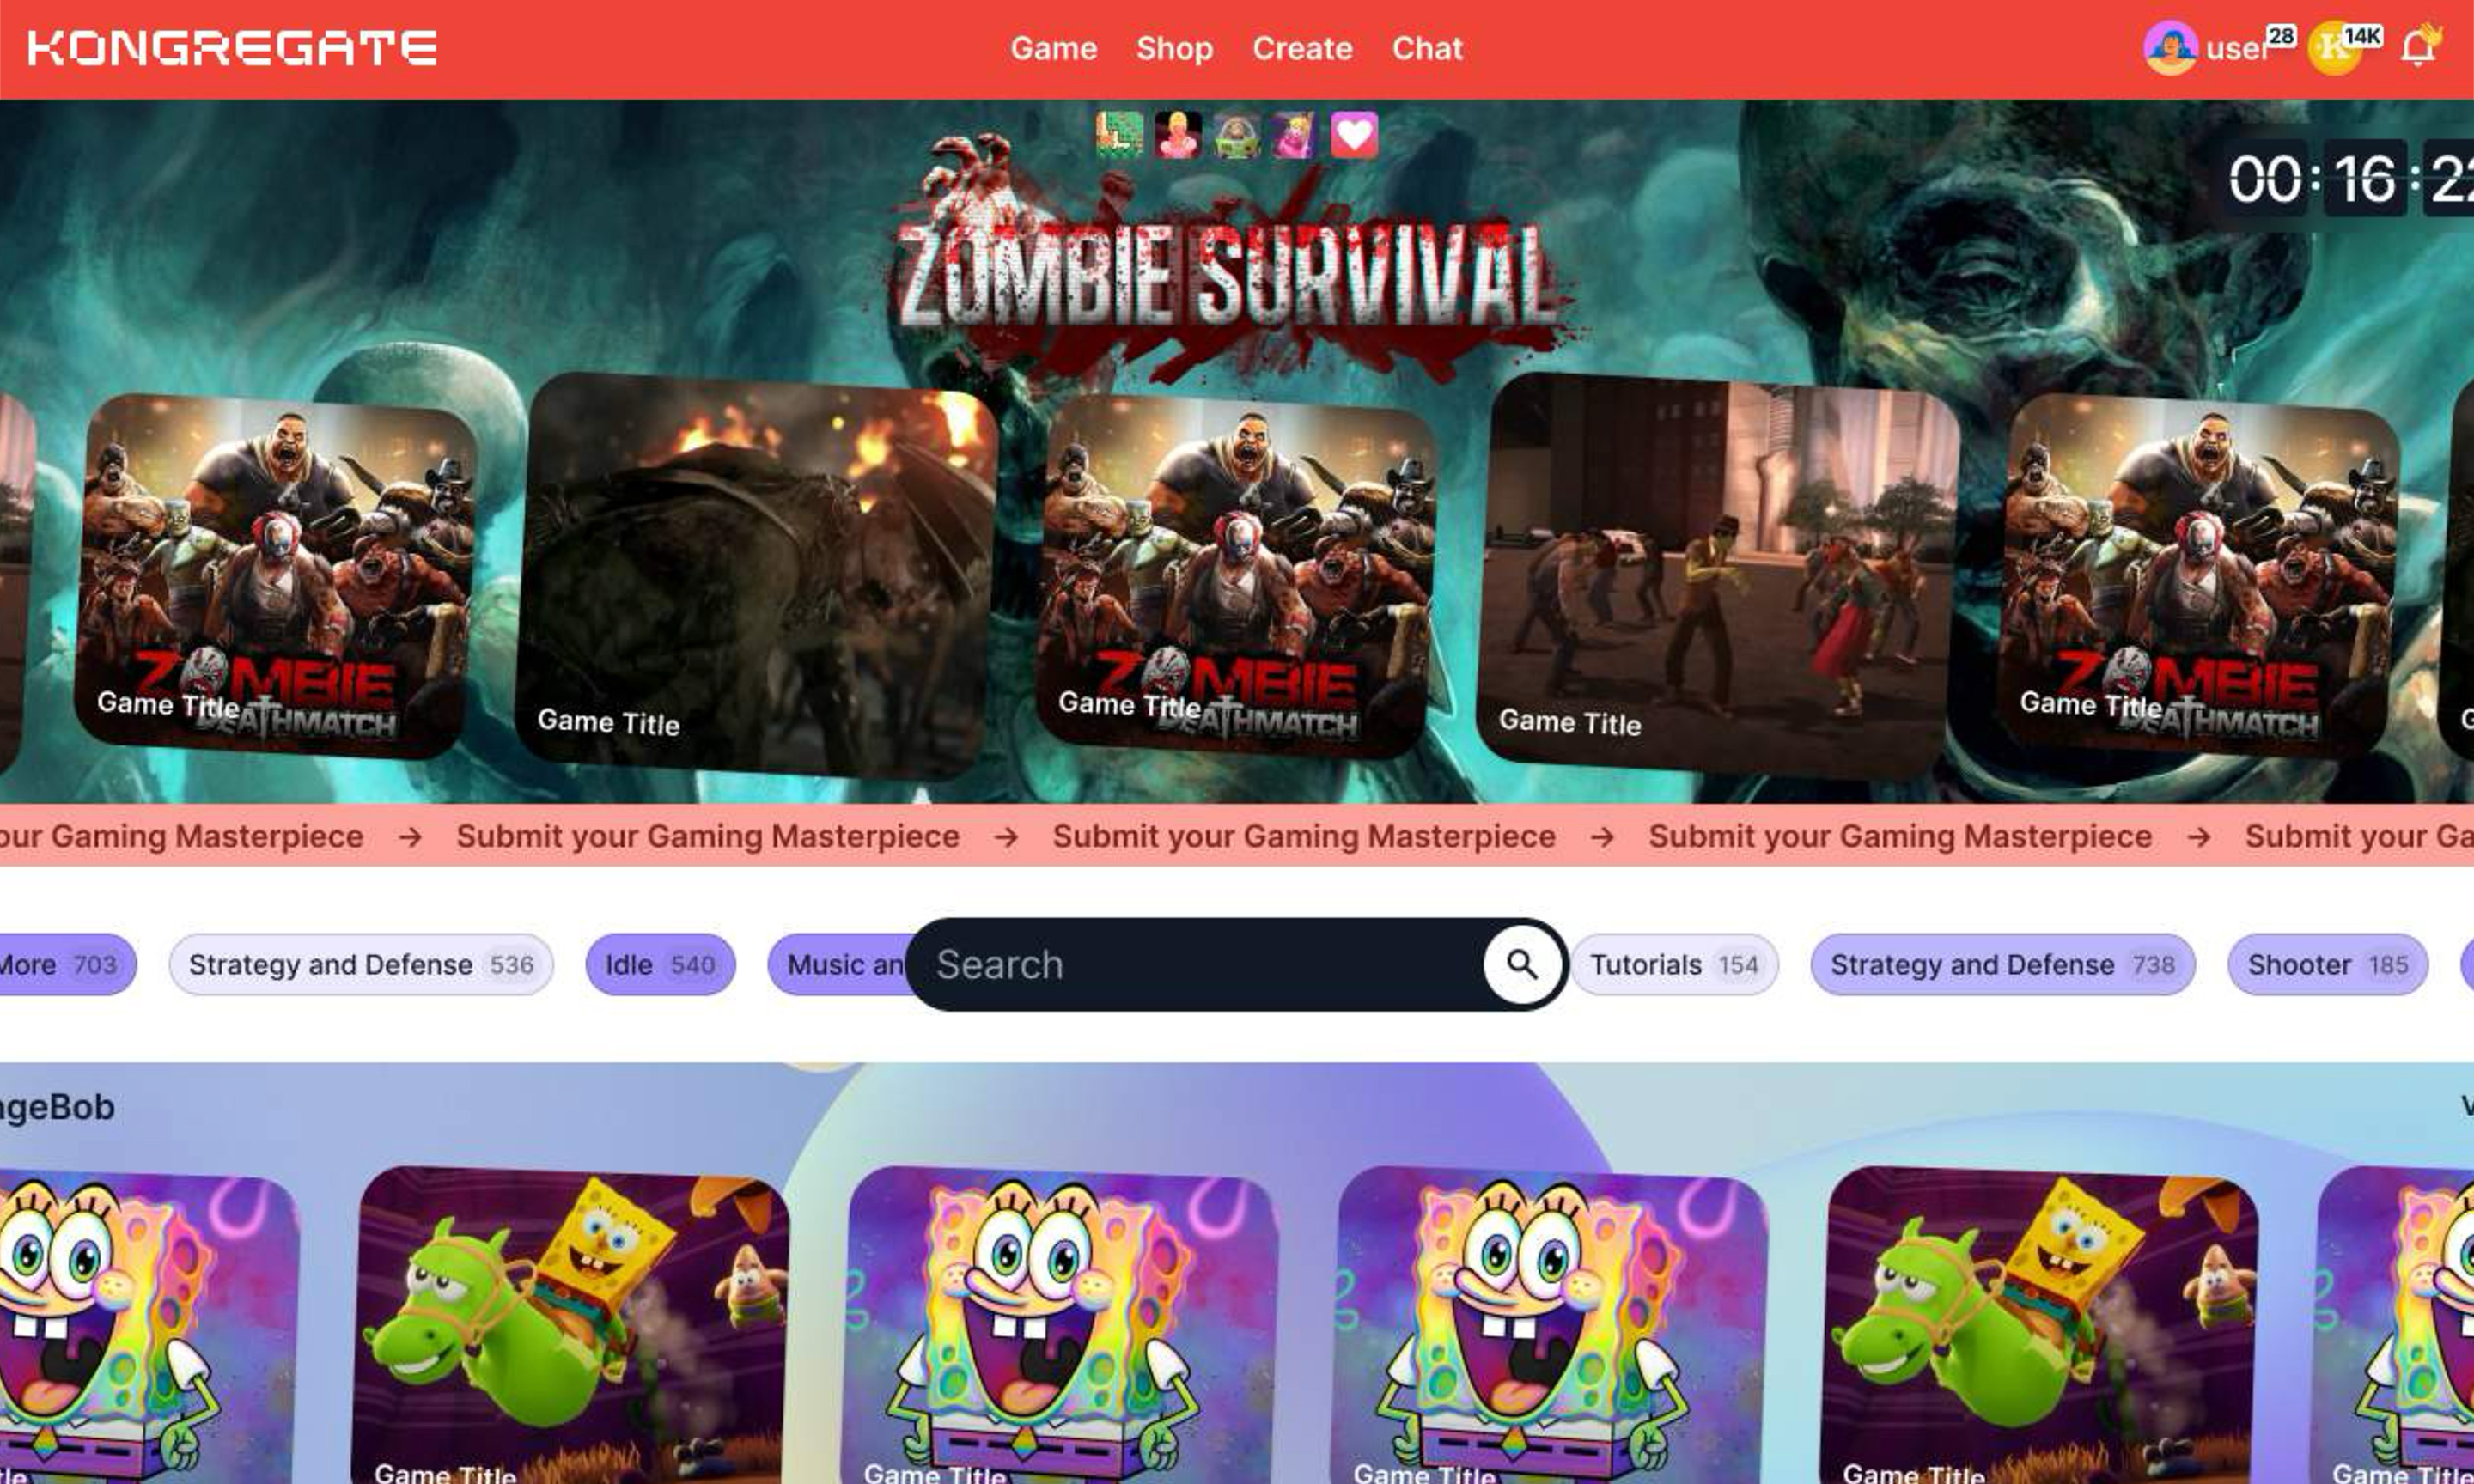 KONGREGATE
Game Shop Create Chat
user 28 14K
00:16:22
ZOMBIE SURVIVAL
ZOMBIE
DEATHMATCH
Game Title
Game Title
ZOMBIE
DEATHMATCH
Game Title
Game Title
ZOMBIE
DEATHMATCH
Game Title
our Gaming Masterpiece → Submit your Gaming Masterpiece → Submit your Gaming Masterpiece → Submit your Gaming Masterpiece → Submit your Ga
More 703 Strategy and Defense 536 Idle 540 Music an Search Tutorials 154 Strategy and Defense 738 Shooter 185
ngeBob
Game Title Game Title Game Title Game Title Game Title